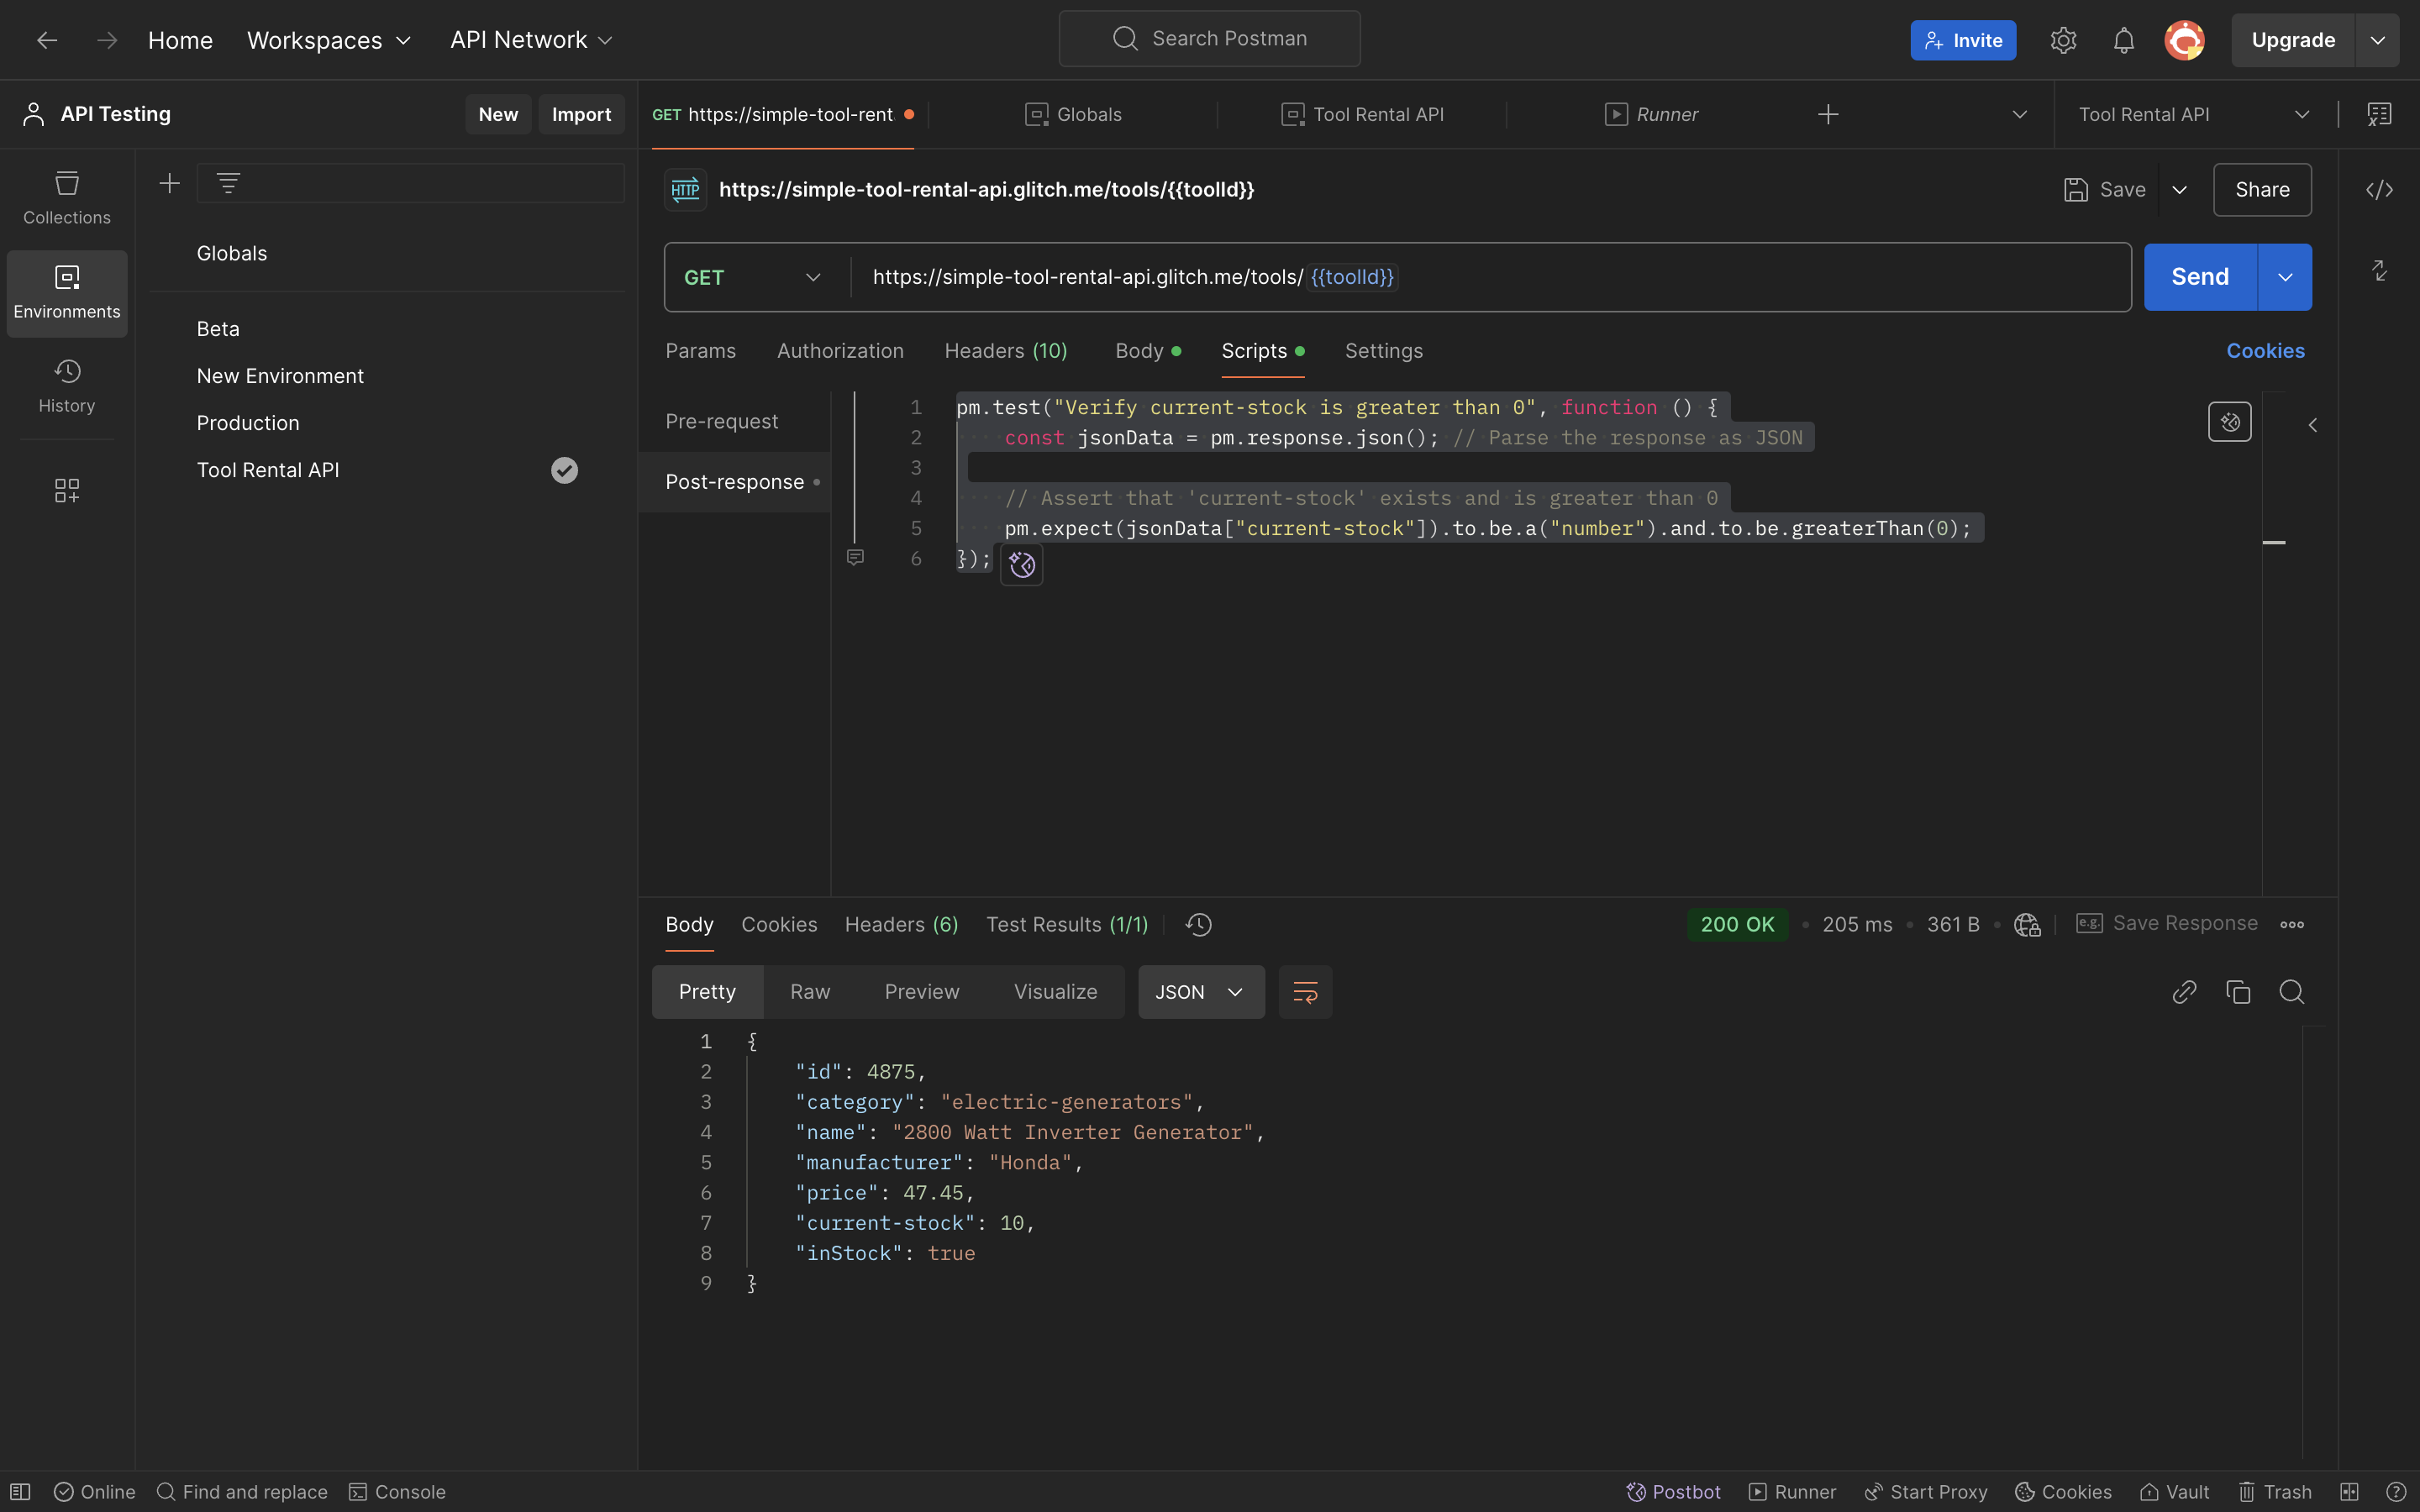 Home Workspaces API Network Search Postman Invite Upgrade
API Testing New Import GET https://simple-tool-rent Globals Tool Rental API Runner Tool Rental API
HTTP https://simple-tool-rental-api.glitch.me/tools/{{toolId}} Save Share
Collections
Environments
History
Globals
Beta
New Environment
Production
Tool Rental API
GET https://simple-tool-rental-api.glitch.me/tools/{{toolId}} Send
Params Authorization Headers (10) Body Scripts Settings Cookies
Pre-request
Post-response
1 pm.test("Verify current-stock is greater than 0", function () {
2 const jsonData = pm.response.json(); // Parse the response as JSON
3
4 // Assert that 'current-stock' exists and is greater than 0
5 pm.expect(jsonData["current-stock"]).to.be.a("number").and.to.be.greaterThan(0);
6 });
Body Cookies Headers (6) Test Results (1/1) 200 OK 205 ms 361 B e.g. Save Response
Pretty Raw Preview Visualize JSON
1 {
2 "id": 4875,
3 "category": "electric-generators",
4 "name": "2800 Watt Inverter Generator",
5 "manufacturer": "Honda",
6 "price": 47.45,
7 "current-stock": 10,
8 "inStock": true
9 }
Online Find and replace Console Postbot Runner Start Proxy Cookies Vault Trash